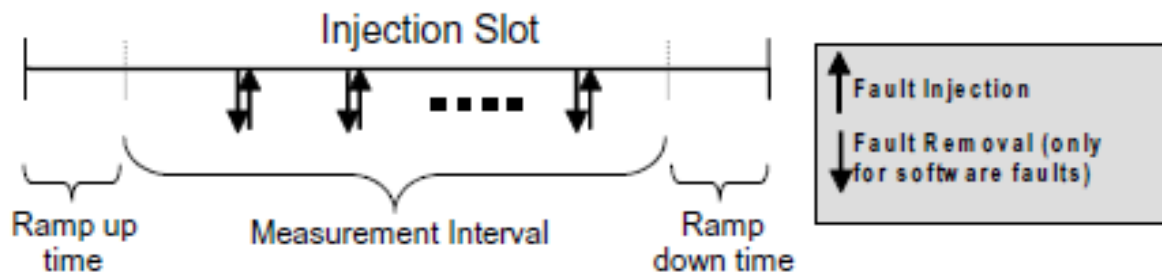 Injection Slot
Fault Injection
Fault Removal (only
for software faults)
Ramp up
time
Measurement Interval
Ramp
down time